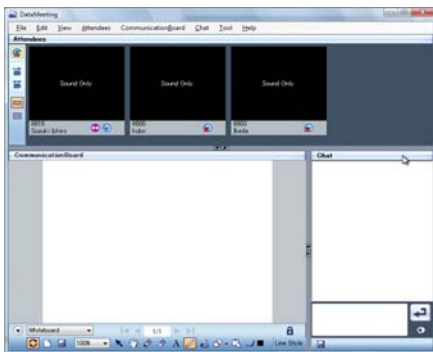 DataMeeting
File Edit View Attendees CommunicationBoard Chat Tool Help
Attendees
Sound Only Sound Only Sound Only
Suzuki Ichiro
Ikeda
CommunicationBoard
Chat
Whiteboard 1/1
100% A Line Style